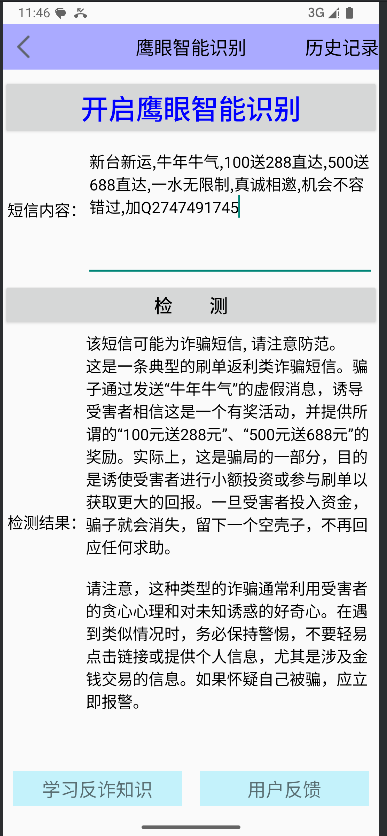 11:46 3G
鹰眼智能识别 历史记录
开启鹰眼智能识别
新台新运,牛年牛气,100送288直达,500送
688直达,一水无限制,真诚相邀,机会不容
短信内容：
错过,加Q2747491745
检 测
该短信可能为诈骗短信, 请注意防范。
这是一条典型的刷单返利类诈骗短信。骗
子通过发送“牛年牛气”的虚假消息，诱导
受害者相信这是一个有奖活动，并提供所
谓的“100元送288元”、“500元送688元”的
奖励。实际上，这是骗局的一部分，目的
是诱使受害者进行小额投资或参与刷单以
获取更大的回报。一旦受害者投入资金，
检测结果：
骗子就会消失，留下一个空壳子，不再回
应任何求助。
请注意，这种类型的诈骗通常利用受害者
的贪心心理和对未知诱惑的好奇心。在遇
到类似情况时，务必保持警惕，不要轻易
点击链接或提供个人信息，尤其是涉及金
钱交易的信息。如果怀疑自己被骗，应立
即报警。
学习反诈知识 用户反馈